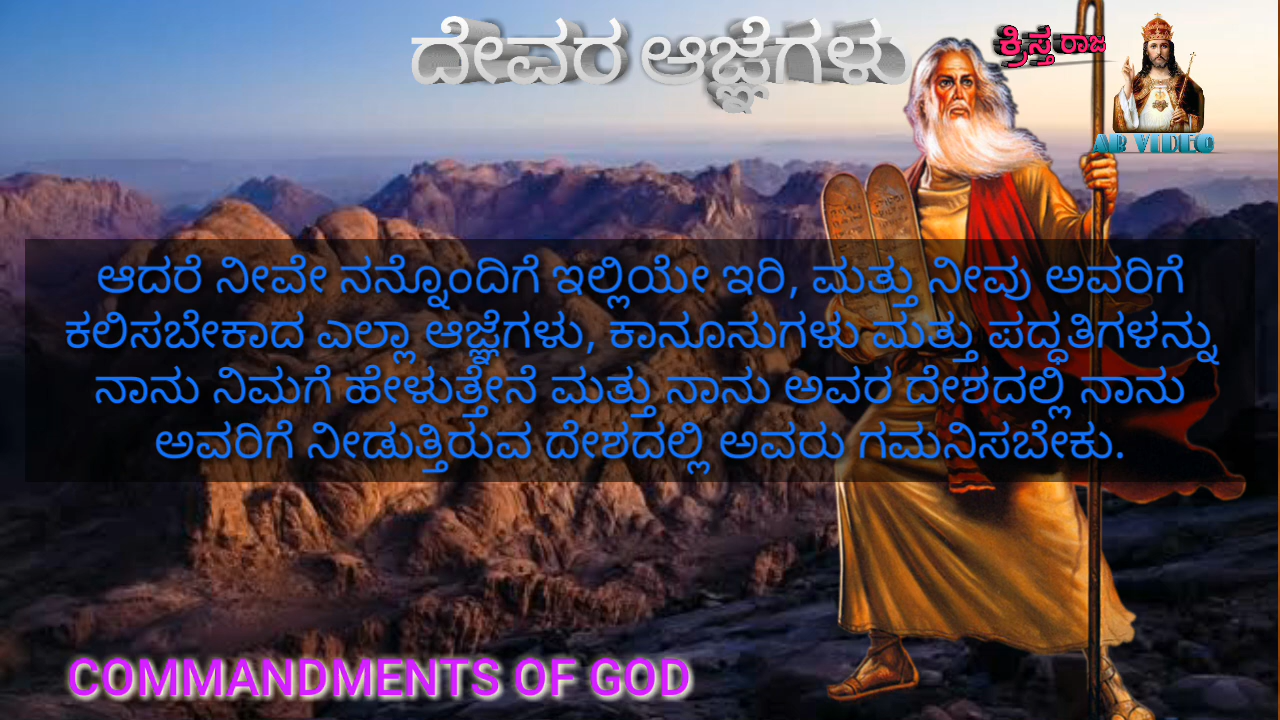 ದೇವರ ಆಜ್ಞೆಗಳು
ಕ್ರಿಸ್ತ ರಾಜ
AB VIDEO
ಆದರೆ ನೀವೇ ನನ್ನೊಂದಿಗೆ ಇಲ್ಲಿಯೇ ಇರಿ, ಮತ್ತು ನೀವು ಅವರಿಗೆ
ಕಲಿಸಬೇಕಾದ ಎಲ್ಲಾ ಆಜ್ಞೆಗಳು, ಕಾನೂನುಗಳು ಮತ್ತು ಪದ್ಧತಿಗಳನ್ನು
ನಾನು ನಿಮಗೆ ಹೇಳುತ್ತೇನೆ ಮತ್ತು ನಾನು ಅವರ ದೇಶದಲ್ಲಿ ನಾನು
ಅವರಿಗೆ ನೀಡುತ್ತಿರುವ ದೇಶದಲ್ಲಿ ಅವರು ಗಮನಿಸಬೇಕು.
COMMANDMENTS OF GOD